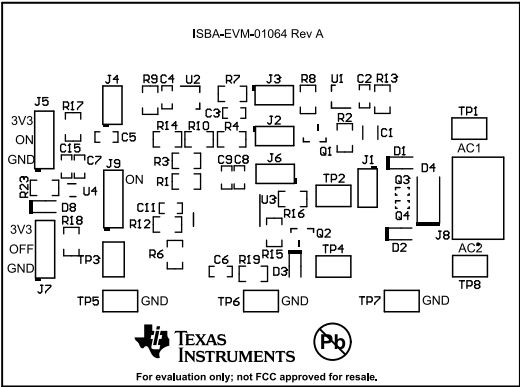 ISBA-EVM-01064 Rev A
J4 R9 C4 U2 R7 J3 R8 U1 C2 R13
J5 R17 TP1
3V3 C3
ON C5 R14 R10 R4 J2 R2 C1
GND C15 C7 Q1 AC1
J9 R3 J6 J1 D1 D4
ON R1 C9 C8 TP2 Q3
R23 U4 U3 Q4
D8 C11 R16
3V3 R18 R12 Q2 D2 J8
OFF R6 R15 AC2
GND TP3 C6 R19 TP4 TP8
J7
TP5 GND TP6 GND TP7 GND
TEXAS
INSTRUMENTS
Pb
For evaluation only; not FCC approved for resale.